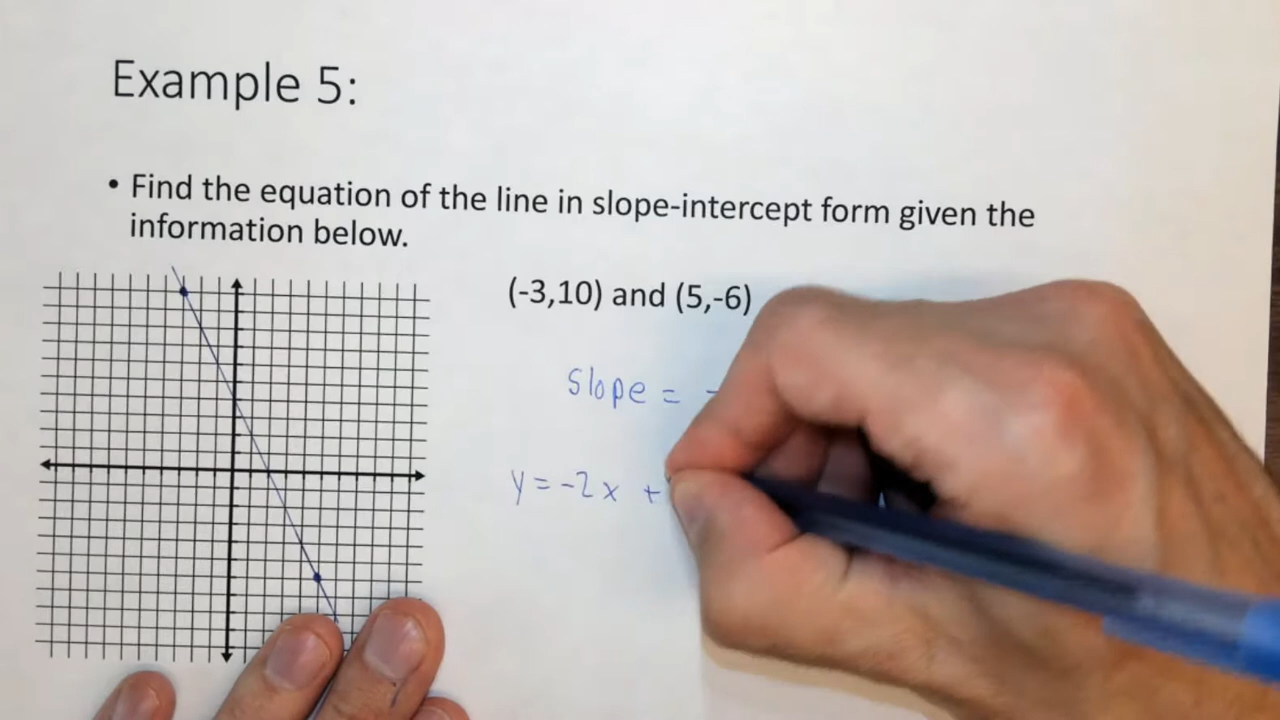 Example 5:
• Find the equation of the line in slope-intercept form given the
information below.
(-3,10) and (5,-6)
slope = -
y = -2x +